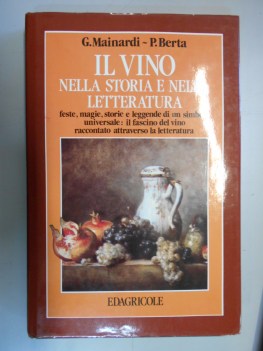 G. Mainardi - P. Berta
IL VINO
NELLA STORIA E NELLA
LETTERATURA
feste, magie, storie e leggende di un simbolo
universale: il fascino del vino
raccontato attraverso la letteratura
EDAGRICOLE